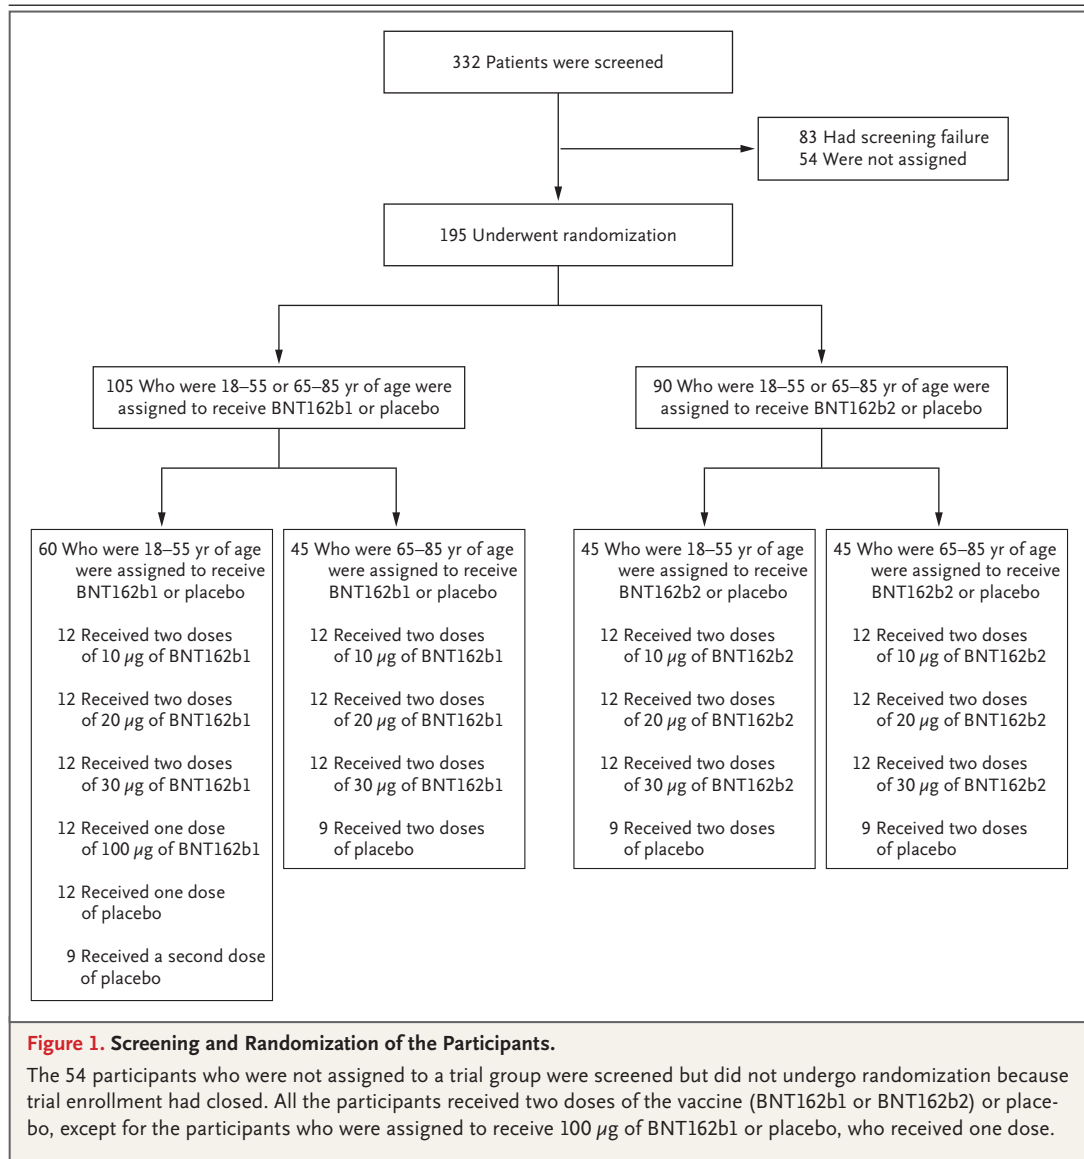 332 Patients were screened
83 Had screening failure
54 Were not assigned
195 Underwent randomization
105 Who were 18–55 or 65–85 yr of age were
assigned to receive BNT162b1 or placebo
90 Who were 18–55 or 65–85 yr of age were
assigned to receive BNT162b2 or placebo
60 Who were 18–55 yr of age
were assigned to receive
BNT162b1 or placebo
12 Received two doses
of 10 µg of BNT162b1
12 Received two doses
of 20 µg of BNT162b1
12 Received two doses
of 30 µg of BNT162b1
12 Received one dose
of 100 µg of BNT162b1
12 Received one dose
of placebo
9 Received a second dose
of placebo
45 Who were 65–85 yr of age
were assigned to receive
BNT162b1 or placebo
12 Received two doses
of 10 µg of BNT162b1
12 Received two doses
of 20 µg of BNT162b1
12 Received two doses
of 30 µg of BNT162b1
9 Received two doses
of placebo
45 Who were 18–55 yr of age
were assigned to receive
BNT162b2 or placebo
12 Received two doses
of 10 µg of BNT162b2
12 Received two doses
of 20 µg of BNT162b2
12 Received two doses
of 30 µg of BNT162b2
9 Received two doses
of placebo
45 Who were 65–85 yr of age
were assigned to receive
BNT162b2 or placebo
12 Received two doses
of 10 µg of BNT162b2
12 Received two doses
of 20 µg of BNT162b2
12 Received two doses
of 30 µg of BNT162b2
9 Received two doses
of placebo
Figure 1. Screening and Randomization of the Participants.
The 54 participants who were not assigned to a trial group were screened but did not undergo randomization because
trial enrollment had closed. All the participants received two doses of the vaccine (BNT162b1 or BNT162b2) or place-
bo, except for the participants who were assigned to receive 100 µg of BNT162b1 or placebo, who received one dose.